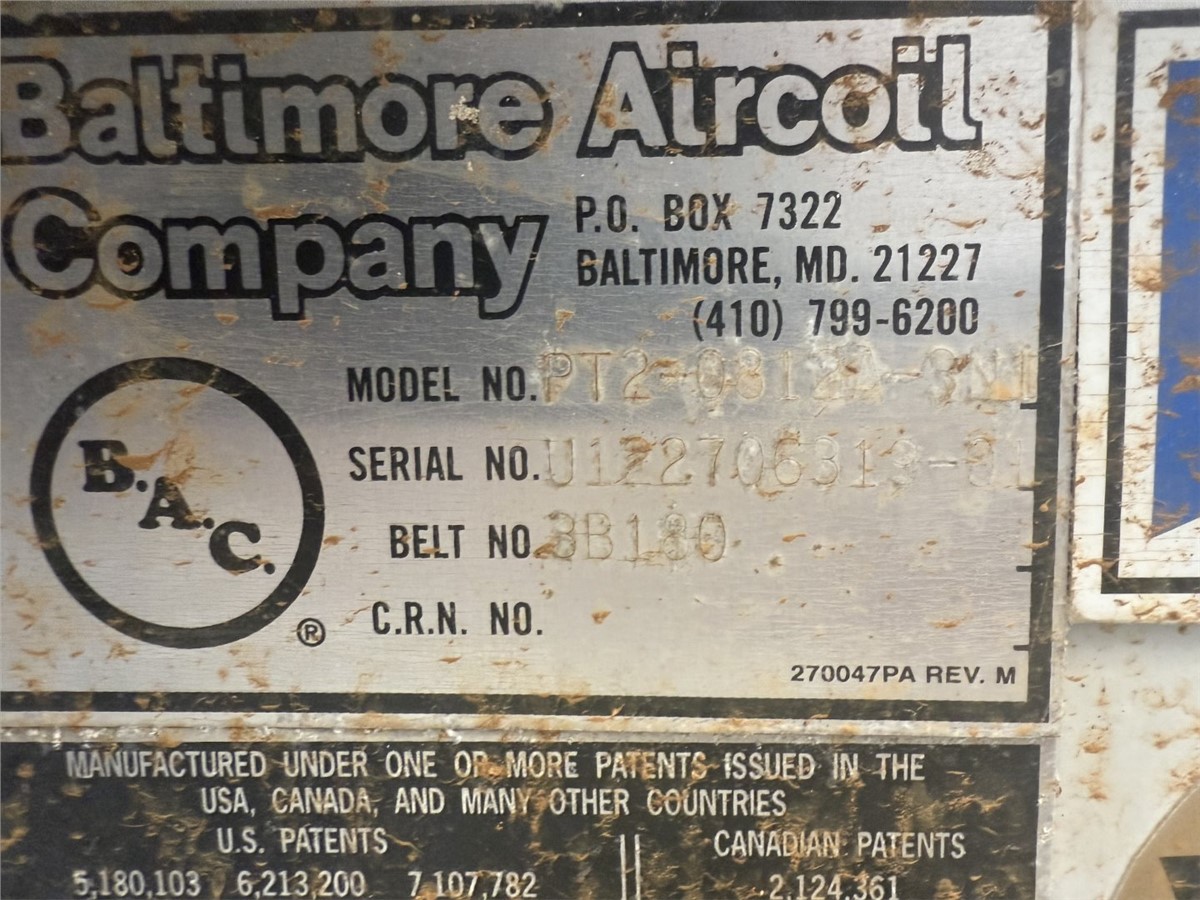 Baltimore Aircoil
Company
P.O. BOX 7322
BALTIMORE, MD. 21227
(410) 799-6200
MODEL NO.
SERIAL NO.
BELT NO. 3B180
C.R.N. NO.
B.A.C.
®
270047PA REV. M
MANUFACTURED UNDER ONE OR MORE PATENTS ISSUED IN THE
USA, CANADA, AND MANY OTHER COUNTRIES
U.S. PATENTS
CANADIAN PATENTS
5,180,103 6,213,200 7,107,782
2,124,361